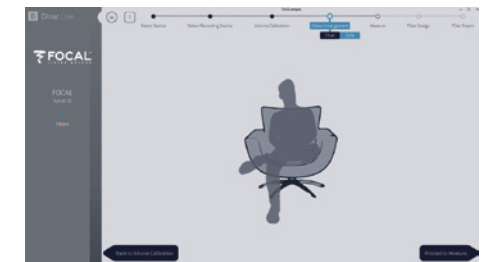 Dirac Live
Select Device
Select Recording Device
Volume Calibration
Select Arrangement
Measure
Filter Design
Filter Export
Chair
Sofa
FOCAL
FOCAL
Back to Volume Calibration
Proceed to Measure